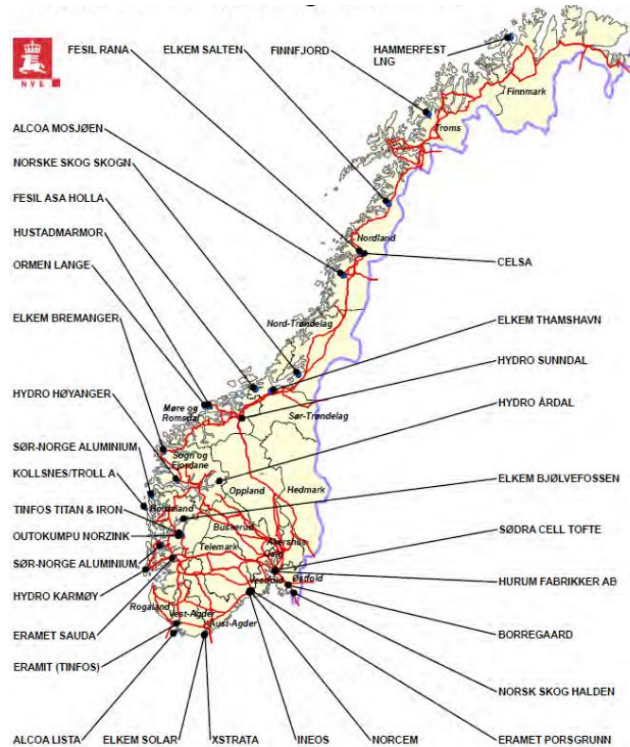 NVE
FESIL RANA
ELKEM SALTEN
FINNFJORD
HAMMERFEST
LNG
Finnmark
Troms
ALCOA MOSJØEN
NORSKE SKOG SKOGN
FESIL ASA HOLLA
HUSTADMARMOR
Nordland
ORMEN LANGE
CELSA
ELKEM BREMANGER
Nord-Trøndelag
ELKEM THAMSHAVN
HYDRO SUNNDAL
HYDRO HØYANGER
Møre og
Romsdal
Sør-Trøndelag
HYDRO ÅRDAL
SØR-NORGE ALUMINIUM
Sogn og
Fjordane
KOLLSNES/TROLL A
Oppland
Hedmark
ELKEM BJØLVEFOSSEN
TINFOS TITAN & IRON
Hordaland
OUTOKUMPU NORZINK
Buskerud
Akershus
SØDRA CELL TOFTE
Telemark
Oslo
SØR-NORGE ALUMINIUM
HURUM FABRIKKER AB
Vestfold
Østfold
HYDRO KARMØY
Rogaland
ERAMET SAUDA
Vest-Agder
BORREGAARD
Aust-Agder
ERAMIT (TINFOS)
NORSK SKOG HALDEN
ALCOA LISTA
ELKEM SOLAR
XSTRATA
INEOS
NORCEM
ERAMET PORSGRUNN